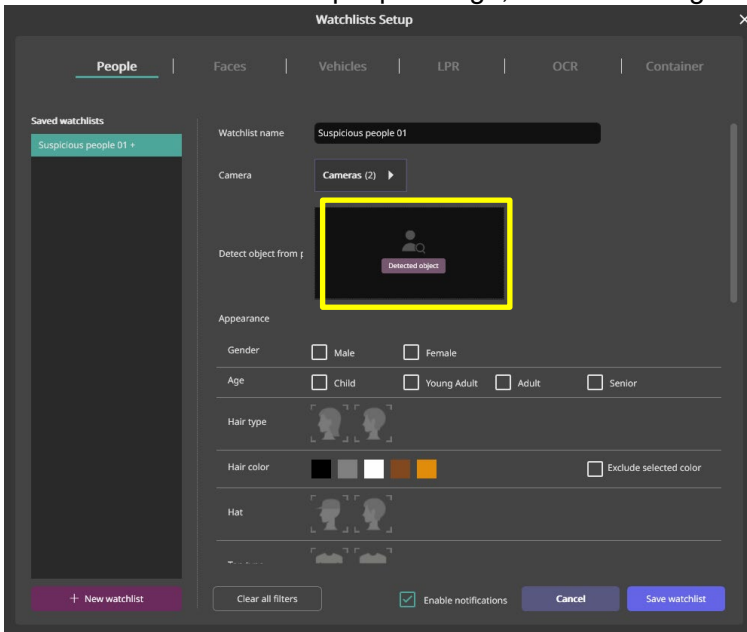 Watchlists Setup
People Faces Vehicles LPR OCR Container
Saved watchlists
Suspicious people 01 +
Watchlist name Suspicious people 01
Camera Cameras (2)
Detect object from
Detected object
Appearance
Gender Male Female
Age Child Young Adult Adult Senior
Hair type
Hair color Exclude selected color
Hat
+ New watchlist Clear all filters Enable notifications Cancel Save watchlist